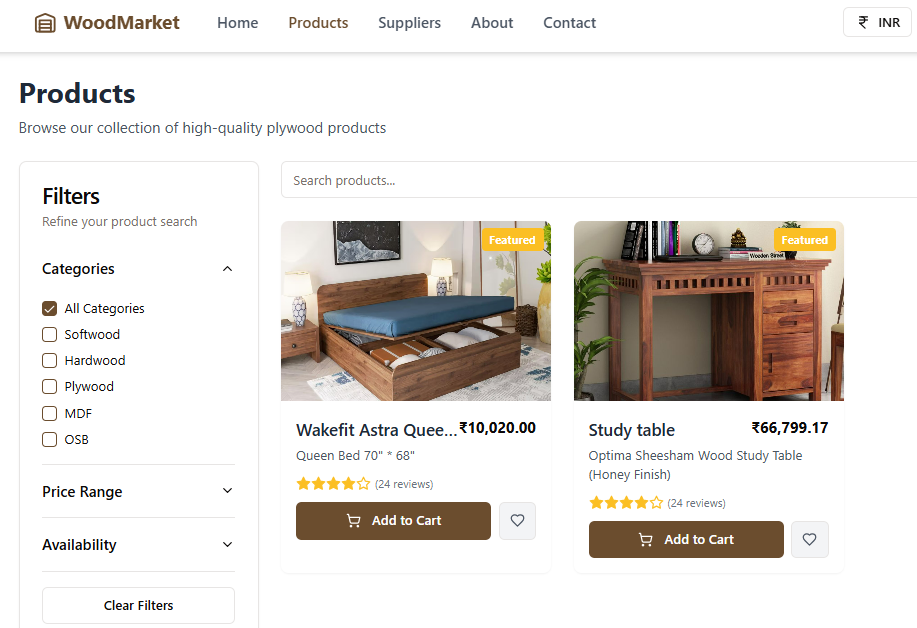 WoodMarket
Home
Products
Suppliers
About
Contact
₹ INR
Products
Browse our collection of high-quality plywood products
Filters
Refine your product search
Categories
All Categories
Softwood
Hardwood
Plywood
MDF
OSB
Price Range
Availability
Clear Filters
Search products...
Featured
Wakefit Astra Quee...
₹10,020.00
Queen Bed 70" * 68"
(24 reviews)
Add to Cart
Featured
Wooden Street
Study table
₹66,799.17
Optima Sheesham Wood Study Table
(Honey Finish)
(24 reviews)
Add to Cart